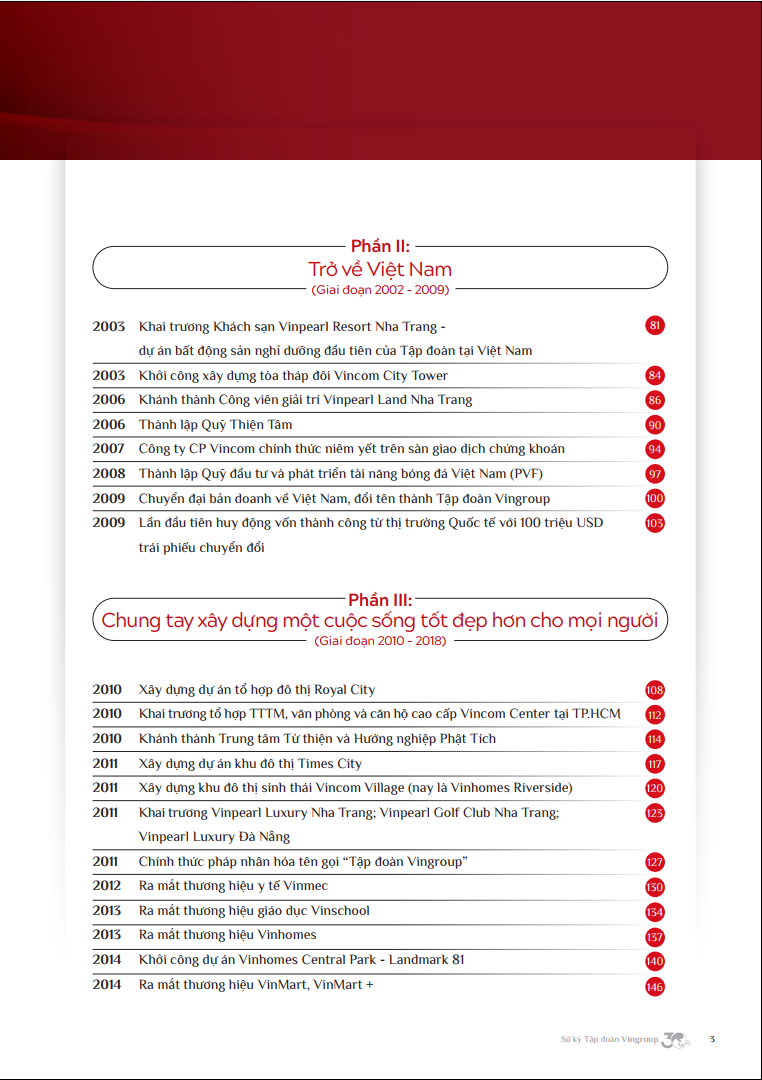 Phần II:
Trở về Việt Nam
(Giai đoạn 2002 - 2009)
2003 Khai trương Khách sạn Vinpearl Resort Nha Trang - 81
dự án bất động sản nghỉ dưỡng đầu tiên của Tập đoàn tại Việt Nam
2003 Khởi công xây dựng tòa tháp đôi Vincom City Tower 84
2006 Khánh thành Công viên giải trí Vinpearl Land Nha Trang 86
2006 Thành lập Quỹ Thiện Tâm 90
2007 Công ty CP Vincom chính thức niêm yết trên sàn giao dịch chứng khoán 94
2008 Thành lập Quỹ đầu tư và phát triển tài năng bóng đá Việt Nam (PVF) 97
2009 Chuyển đại bản doanh về Việt Nam, đổi tên thành Tập đoàn Vingroup 100
2009 Lần đầu tiên huy động vốn thành công từ thị trường Quốc tế với 100 triệu USD 103
trái phiếu chuyển đổi
Phần III:
Chung tay xây dựng một cuộc sống tốt đẹp hơn cho mọi người
(Giai đoạn 2010 - 2018)
2010 Xây dựng dự án tổ hợp đô thị Royal City 108
2010 Khai trương tổ hợp TTTM, văn phòng và căn hộ cao cấp Vincom Center tại TP.HCM 112
2010 Khánh thành Trung tâm Từ thiện và Hướng nghiệp Phật Tích 114
2011 Xây dựng dự án khu đô thị Times City 117
2011 Xây dựng khu đô thị sinh thái Vincom Village (nay là Vinhomes Riverside) 120
2011 Khai trương Vinpearl Luxury Nha Trang; Vinpearl Golf Club Nha Trang; 123
Vinpearl Luxury Đà Nẵng
2011 Chính thức pháp nhân hóa tên gọi “Tập đoàn Vingroup” 127
2012 Ra mắt thương hiệu y tế Vinmec 130
2013 Ra mắt thương hiệu giáo dục Vinschool 134
2013 Ra mắt thương hiệu Vinhomes 137
2014 Khởi công dự án Vinhomes Central Park - Landmark 81 140
2014 Ra mắt thương hiệu VinMart, VinMart + 146
Sử ký Tập đoàn Vingroup 30 3